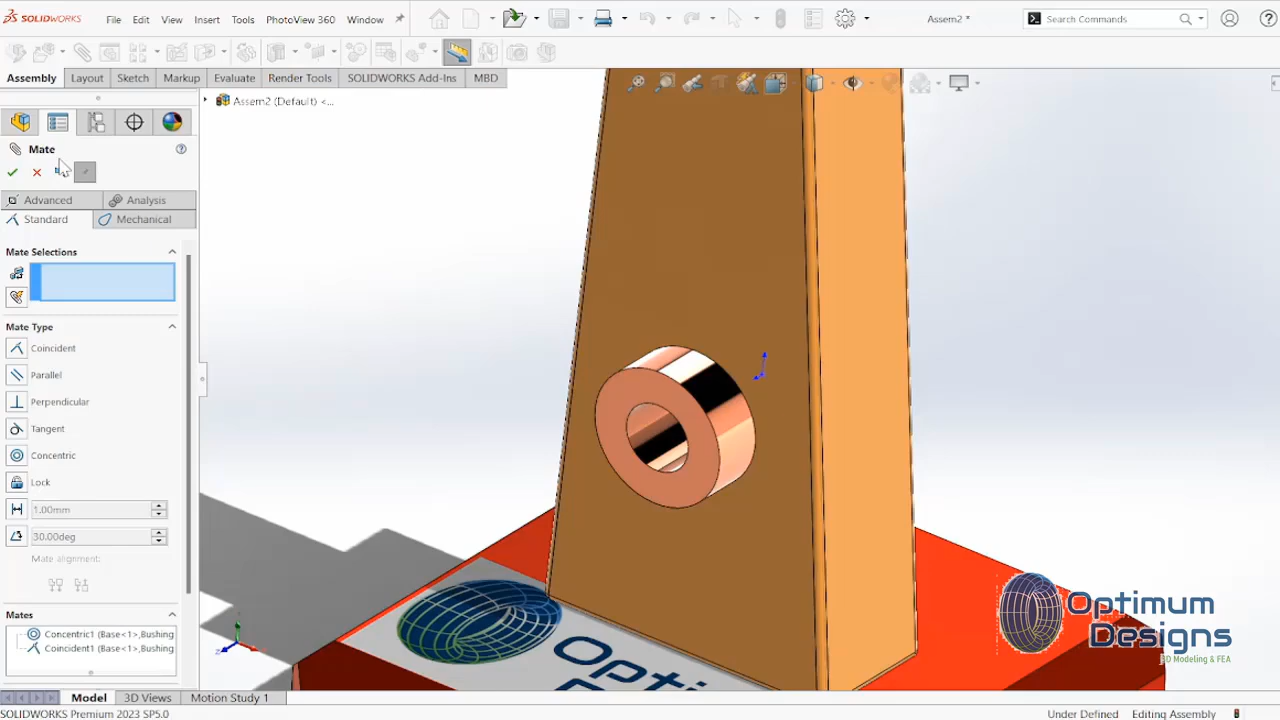 SOLIDWORKS
File Edit View Insert Tools PhotoView 360 Window
Assem2 *
Search Commands
Assembly Layout Sketch Markup Evaluate Render Tools SOLIDWORKS Add-Ins MBD
Assem2 (Default) <...
Mate
Advanced Analysis
Standard Mechanical
Mate Selections
Mate Type
Coincident
Parallel
Perpendicular
Tangent
Concentric
Lock
1.00mm
30.00deg
Mate alignment:
Mates
Concentric1 (Base<1>,Bushing
Coincident1 (Base<1>,Bushing
Opti
Optimum
Designs
3D Modeling & FEA
Model 3D Views Motion Study 1
SOLIDWORKS Premium 2023 SP5.0
Under Defined Editing Assembly